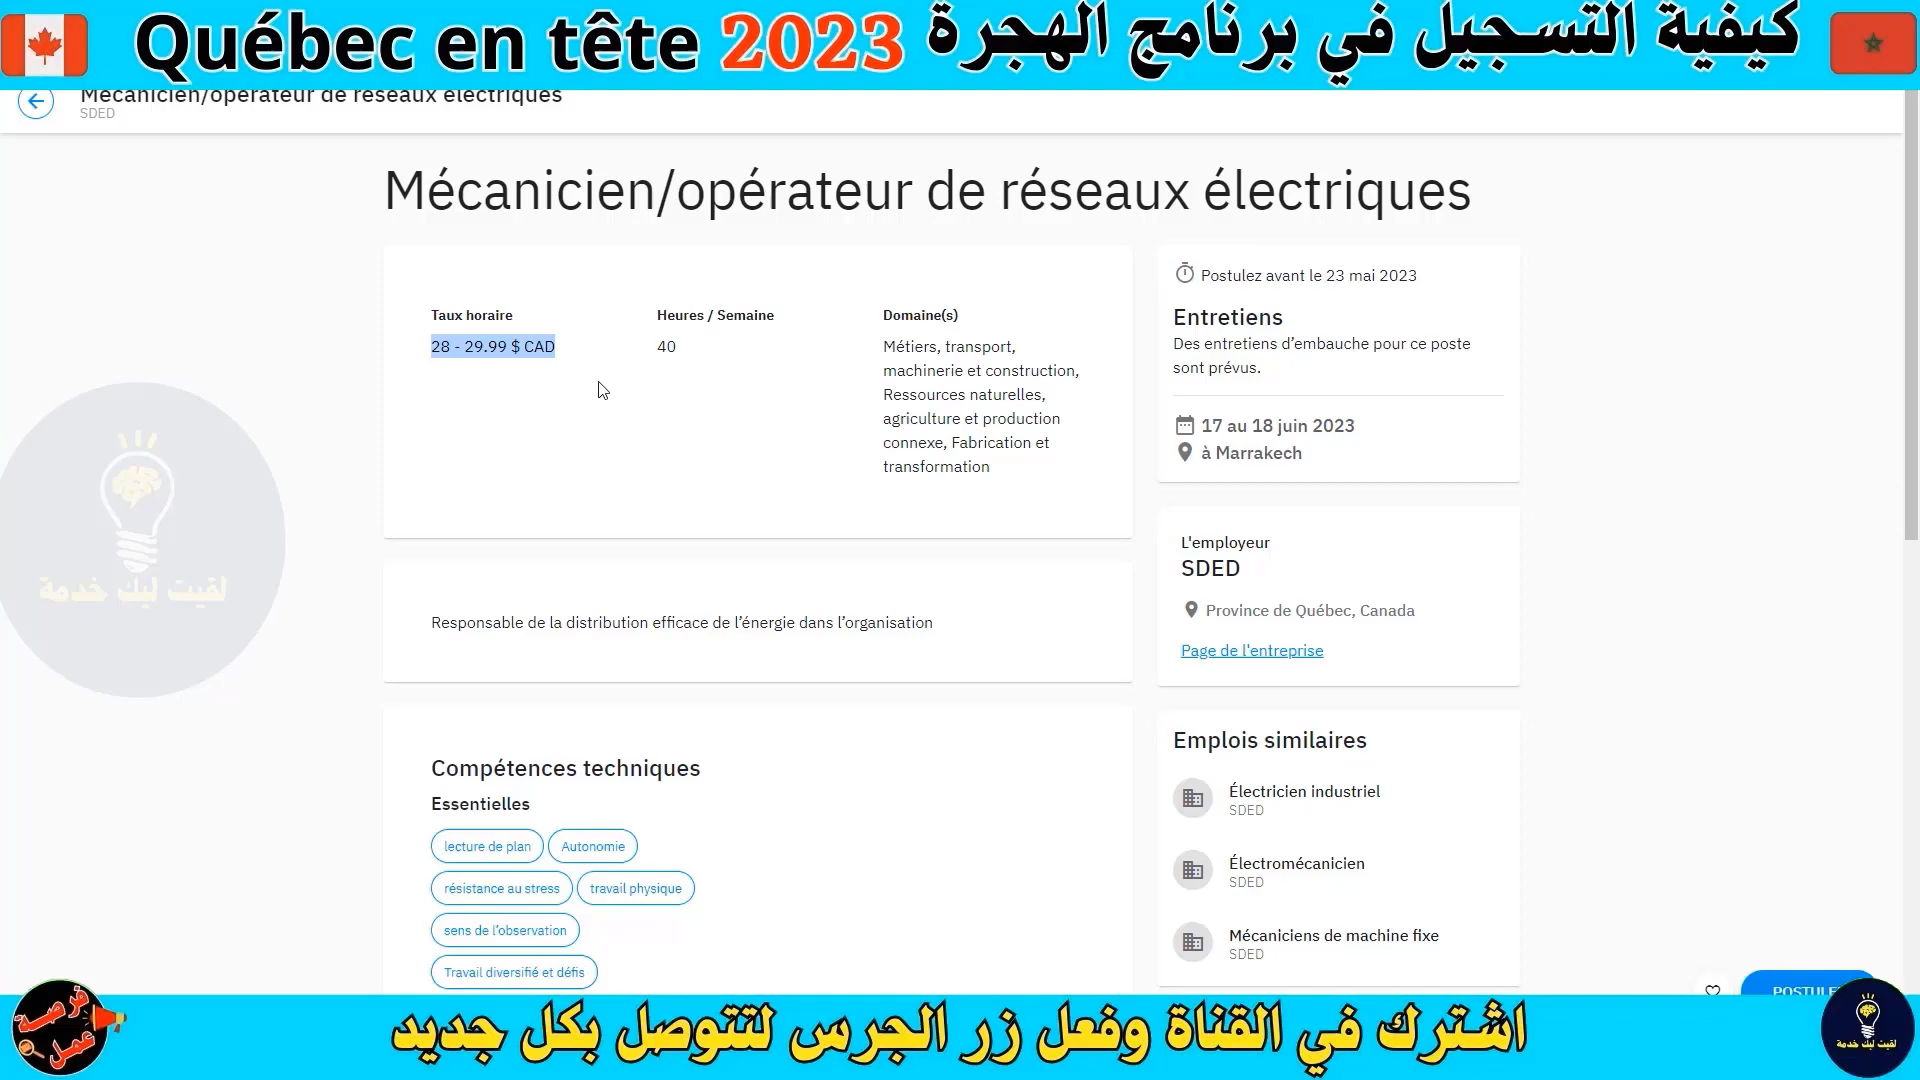 Québec en tête 2023 كيفية التسجيل في برنامج الهجرة
Mécanicien/opérateur de réseaux électriques
SDED
Mécanicien/opérateur de réseaux électriques
Taux horaire
28 - 29.99 $ CAD
Heures / Semaine
40
Domaine(s)
Métiers, transport,
machinerie et construction,
Ressources naturelles,
agriculture et production
connexe, Fabrication et
transformation
Postulez avant le 23 mai 2023
Entretiens
Des entretiens d’embauche pour ce poste
sont prévus.
17 au 18 juin 2023
à Marrakech
L'employeur
SDED
Province de Québec, Canada
Page de l'entreprise
لقيت ليك خدمة
Responsable de la distribution efficace de l’énergie dans l’organisation
Compétences techniques
Essentielles
lecture de plan
Autonomie
résistance au stress
travail physique
sens de l’observation
Travail diversifié et défis
Emplois similaires
Électricien industriel
SDED
Électromécanicien
SDED
Mécaniciens de machine fixe
SDED
فرصة
عمل
اشترك في القناة وفعل زر الجرس لتتوصل بكل جديد
لقيت ليك خدمة